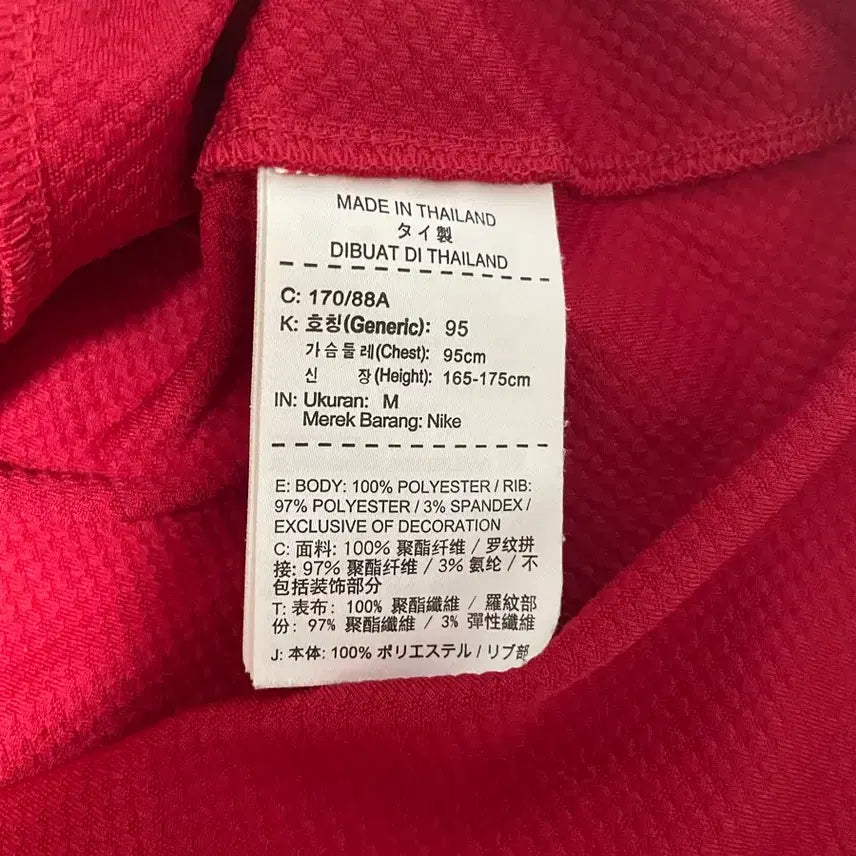 MADE IN THAILAND
タイ製
DIBUAT DI THAILAND
C: 170/88A
K: 호칭(Generic): 95
가슴둘레(Chest): 95cm
신 장(Height): 165-175cm
IN: Ukuran: M
Merek Barang: Nike
E: BODY: 100% POLYESTER / RIB:
97% POLYESTER / 3% SPANDEX /
EXCLUSIVE OF DECORATION
C: 面料: 100% 聚酯纤维 / 罗纹拼
接: 97% 聚酯纤维 / 3% 氨纶 / 不
包括装饰部分
T: 表布: 100% 聚酯纖維 / 羅紋部
份: 97% 聚酯纖維 / 3% 彈性纖維
J: 本体: 100% ポリエステル / リブ部